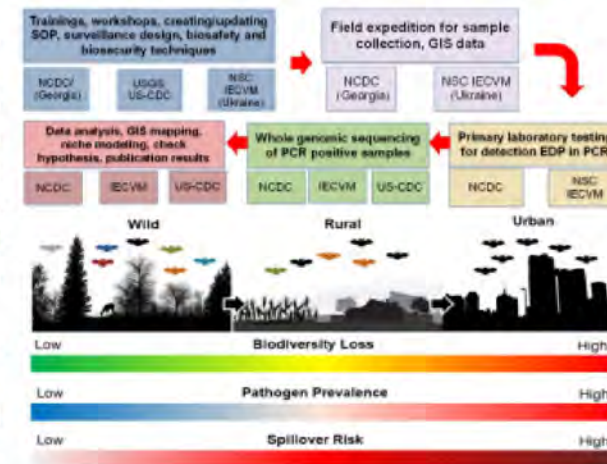 Trainings, workshops, creating/updating
SOP, surveillance design, biosafety and
biosecurity techniques
NCDC/
(Georgia)
USGS
US-CDC
NSC
IECVM
(Ukraine)
Field expedition for sample
collection, GIS data
NCDC
(Georgia)
NSC IECVM
(Ukraine)
Data analysis, GIS mapping,
niche modeling, check
hypothesis, publication results
NCDC
IECVM
US-CDC
Whole genomic sequencing
of PCR positive samples
NCDC
IECVM
US-CDC
Primary laboratory testing
for detection EDP in PCR
NCDC
NSC
IECVM
Wild
Rural
Urban
Low
Biodiversity Loss
High
Low
Pathogen Prevalence
High
Low
Spillover Risk
High